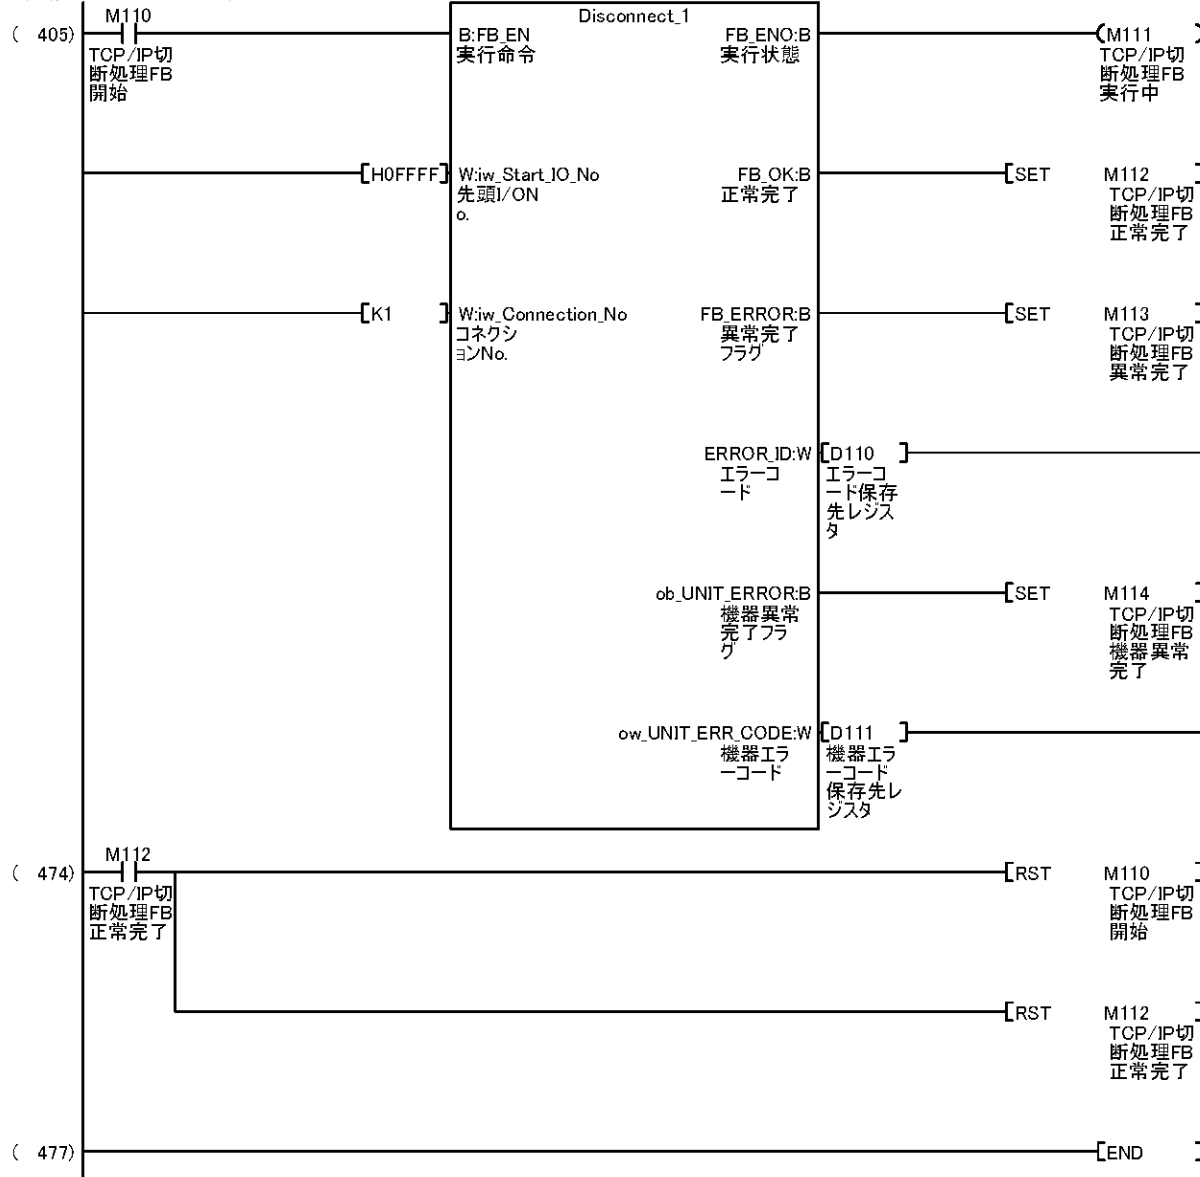 M110
Disconnect_1
( 405)
B:FB_EN
FB_ENO:B
(M111
TCP/IP切
断処理FB
開始
実行命令
実行状態
TCP/IP切
断処理FB
実行中
[H0FFFF]
W:iw_Start_IO_No
先頭I/ON
o.
FB_OK:B
正常完了
[SET M112
TCP/IP切
断処理FB
正常完了
[K1 ]
W:iw_Connection_No
コネクシ
ョンNo.
FB_ERROR:B
異常完了
フラグ
[SET M113
TCP/IP切
断処理FB
異常完了
ERROR_ID:W
エラーコ
ード
[D110 ]
エラーコ
ード保存
先レジス
タ
ob_UNIT_ERROR:B
機器異常
完了フラ
グ
[SET M114
TCP/IP切
断処理FB
機器異常
完了
ow_UNIT_ERR_CODE:W
機器エラ
ーコード
[D111 ]
機器エラ
ーコード
保存先レ
ジスタ
M112
( 474)
TCP/IP切
断処理FB
正常完了
[RST M110
TCP/IP切
断処理FB
開始
[RST M112
TCP/IP切
断処理FB
正常完了
( 477)
[END ]